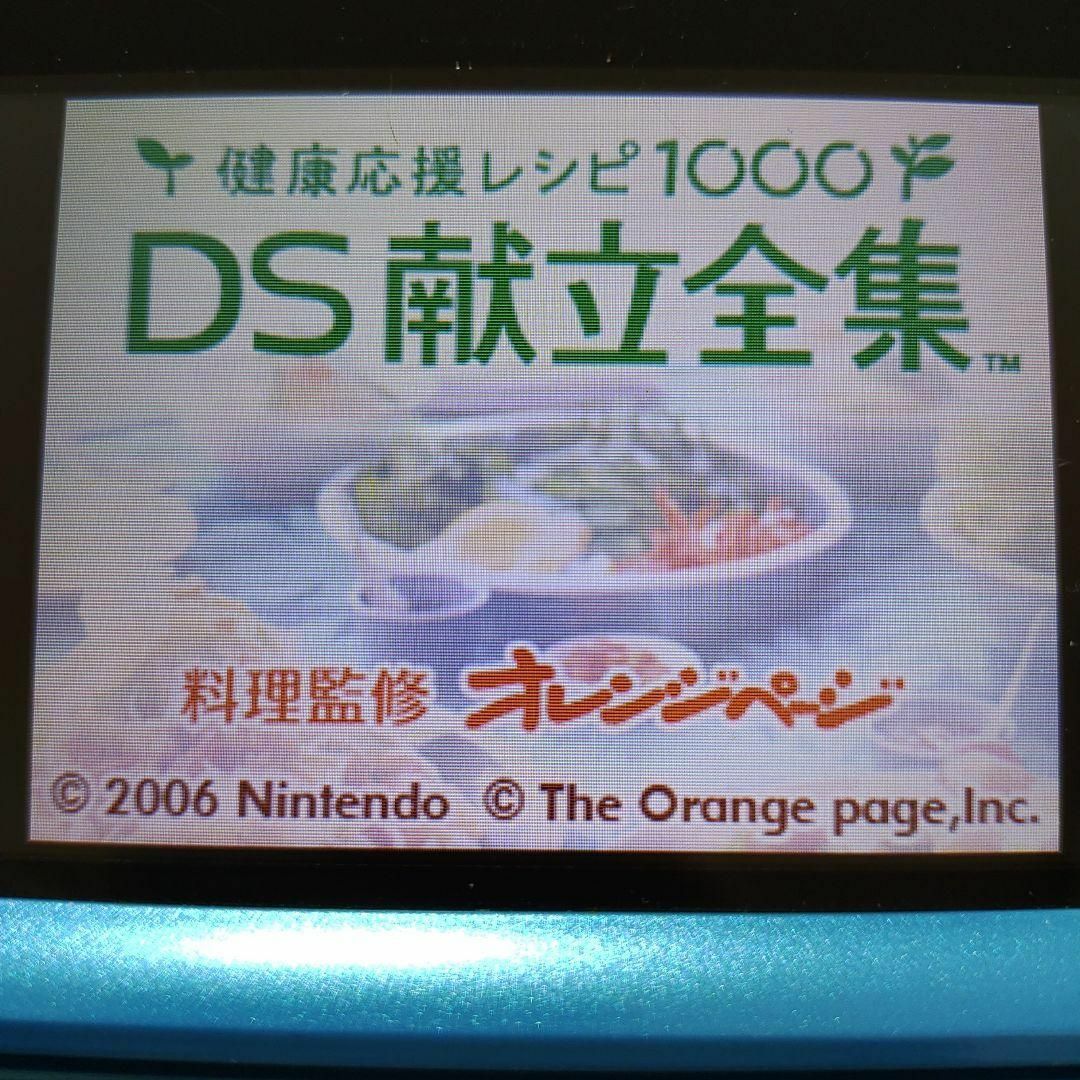 健康応援レシピ1000
DS献立全集™
料理監修 オレンジページ
© 2006 Nintendo © The Orange page,Inc.